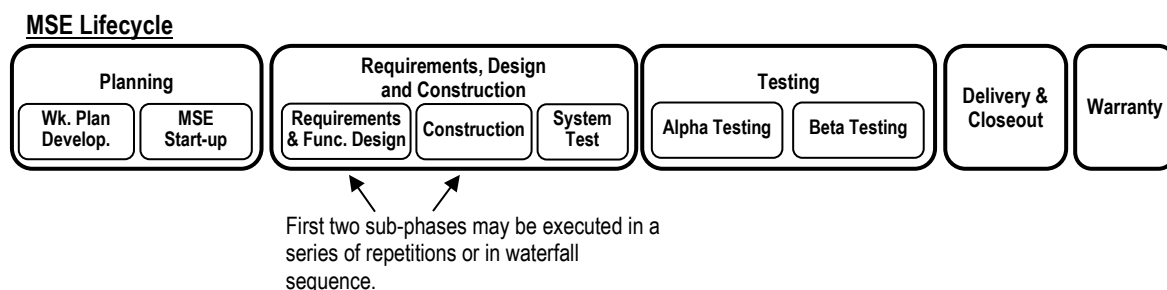 MSE Lifecycle
Planning
Wk. Plan
Develop.
MSE
Start-up
Requirements, Design
and Construction
Requirements
& Func. Design
Construction
System
Test
Testing
Alpha Testing
Beta Testing
Delivery &
Closeout
Warranty
First two sub-phases may be executed in a
series of repetitions or in waterfall
sequence.